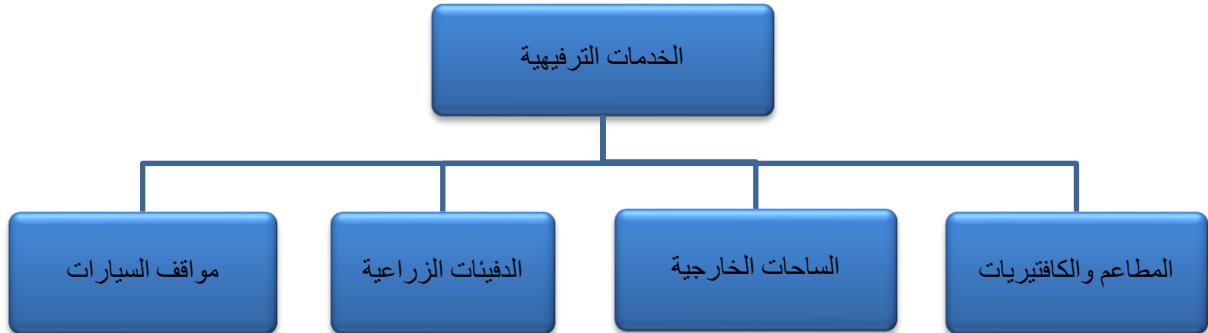 الخدمات الترفيهية
المطاعم والكافتيريات
الساحات الخارجية
الدفيئات الزراعية
مواقف السيارات